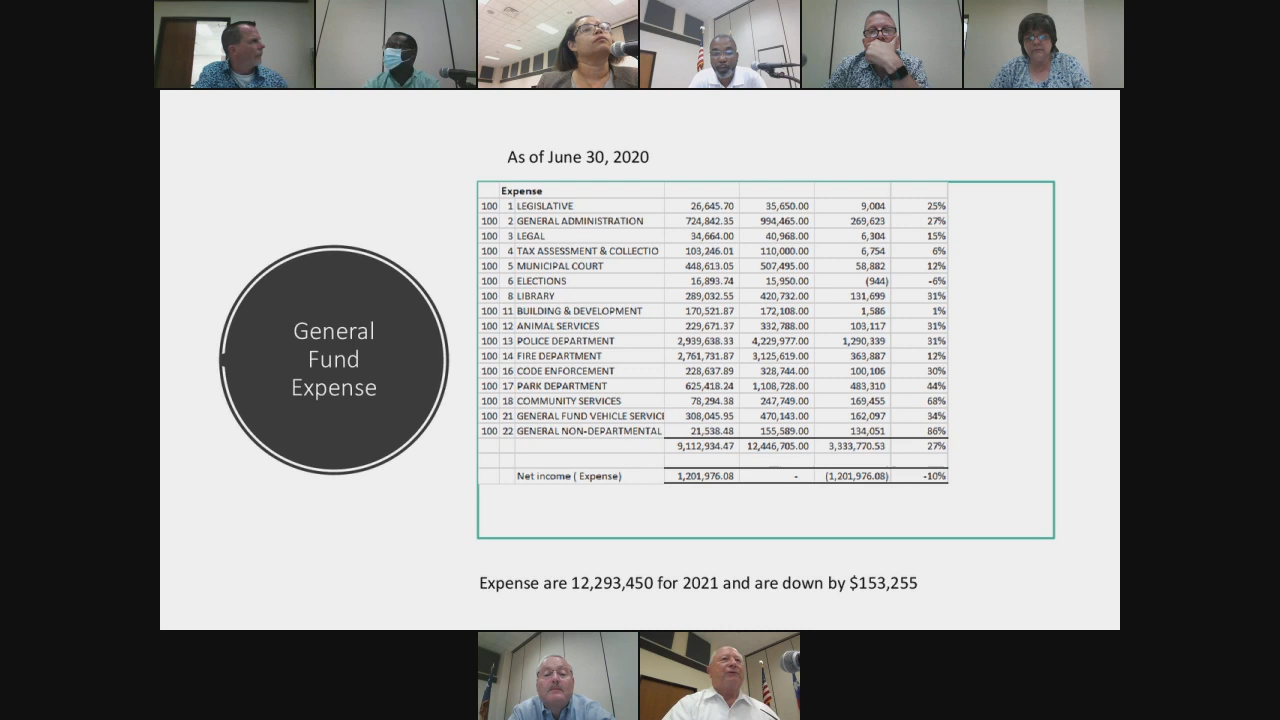 As of June 30, 2020
Expense
100 1 LEGISLATIVE 26,645.70 35,650.00 9,004 25%
100 2 GENERAL ADMINISTRATION 724,842.35 994,465.00 269,623 27%
100 3 LEGAL 34,664.00 40,968.00 6,304 15%
100 4 TAX ASSESSMENT & COLLECTIO 103,246.01 110,000.00 6,754 6%
100 5 MUNICIPAL COURT 448,613.05 507,495.00 58,882 12%
100 6 ELECTIONS 16,893.74 15,950.00 (944) -6%
100 8 LIBRARY 289,032.55 420,732.00 131,699 31%
100 11 BUILDING & DEVELOPMENT 170,521.87 172,108.00 1,586 1%
100 12 ANIMAL SERVICES 229,671.37 332,788.00 103,117 31%
100 13 POLICE DEPARTMENT 2,939,638.33 4,229,977.00 1,290,339 31%
100 14 FIRE DEPARTMENT 2,761,731.87 3,125,619.00 363,887 12%
100 16 CODE ENFORCEMENT 228,637.89 328,744.00 100,106 30%
100 17 PARK DEPARTMENT 625,418.24 1,108,728.00 483,310 44%
100 18 COMMUNITY SERVICES 78,294.38 247,749.00 169,455 68%
100 21 GENERAL FUND VEHICLE SERVICE 308,045.95 470,143.00 162,097 34%
100 22 GENERAL NON-DEPARTMENTAL 21,538.48 155,589.00 134,051 86%
9,112,934.47 12,446,705.00 3,333,770.53 27%
Net income ( Expense) 1,201,976.08 - (1,201,976.08) -10%
General
Fund
Expense
Expense are 12,293,450 for 2021 and are down by $153,255